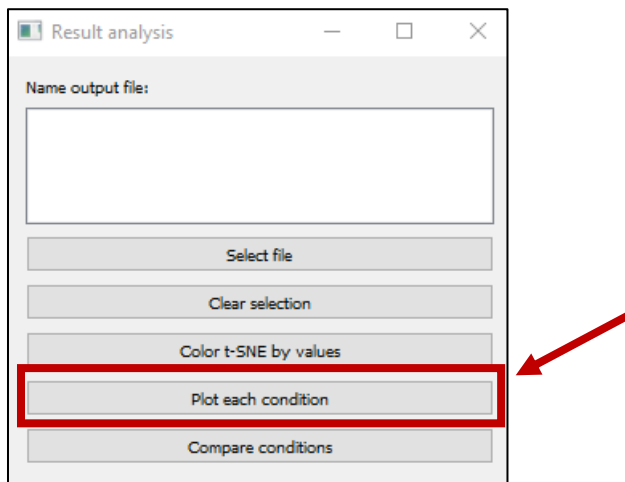 Result analysis
Name output file:
Select file
Clear selection
Color t-SNE by values
Plot each condition
Compare conditions